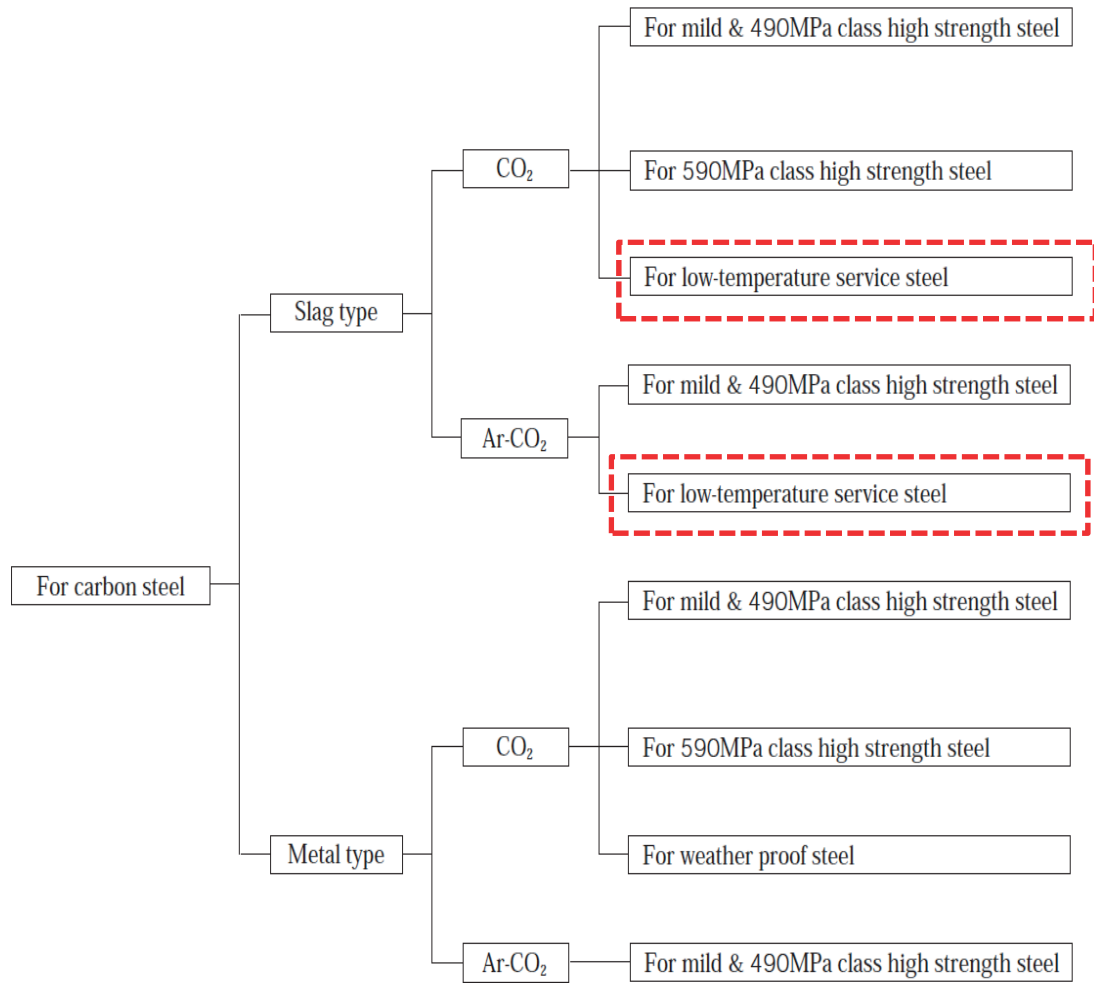 For mild & 490MPa class high strength steel
CO₂
For 590MPa class high strength steel
For low-temperature service steel
Slag type
For mild & 490MPa class high strength steel
Ar-CO₂
For low-temperature service steel
For carbon steel
For mild & 490MPa class high strength steel
CO₂
For 590MPa class high strength steel
Metal type
For weather proof steel
Ar-CO₂
For mild & 490MPa class high strength steel